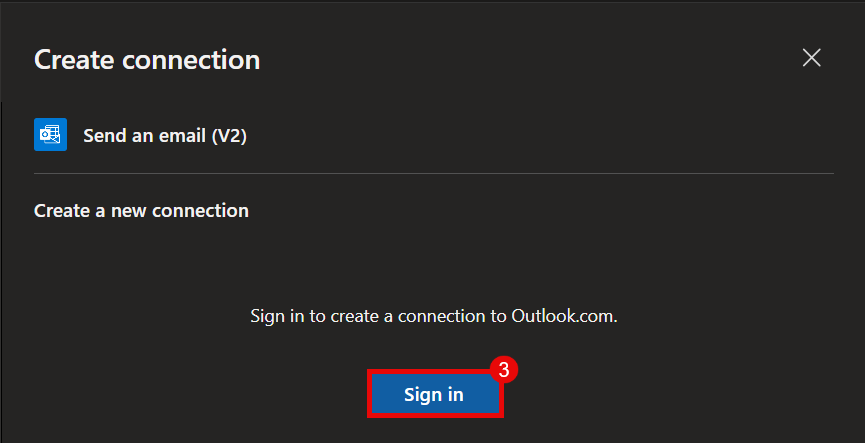 Create connection
Send an email (V2)
Create a new connection
Sign in to create a connection to Outlook.com.
3
Sign in